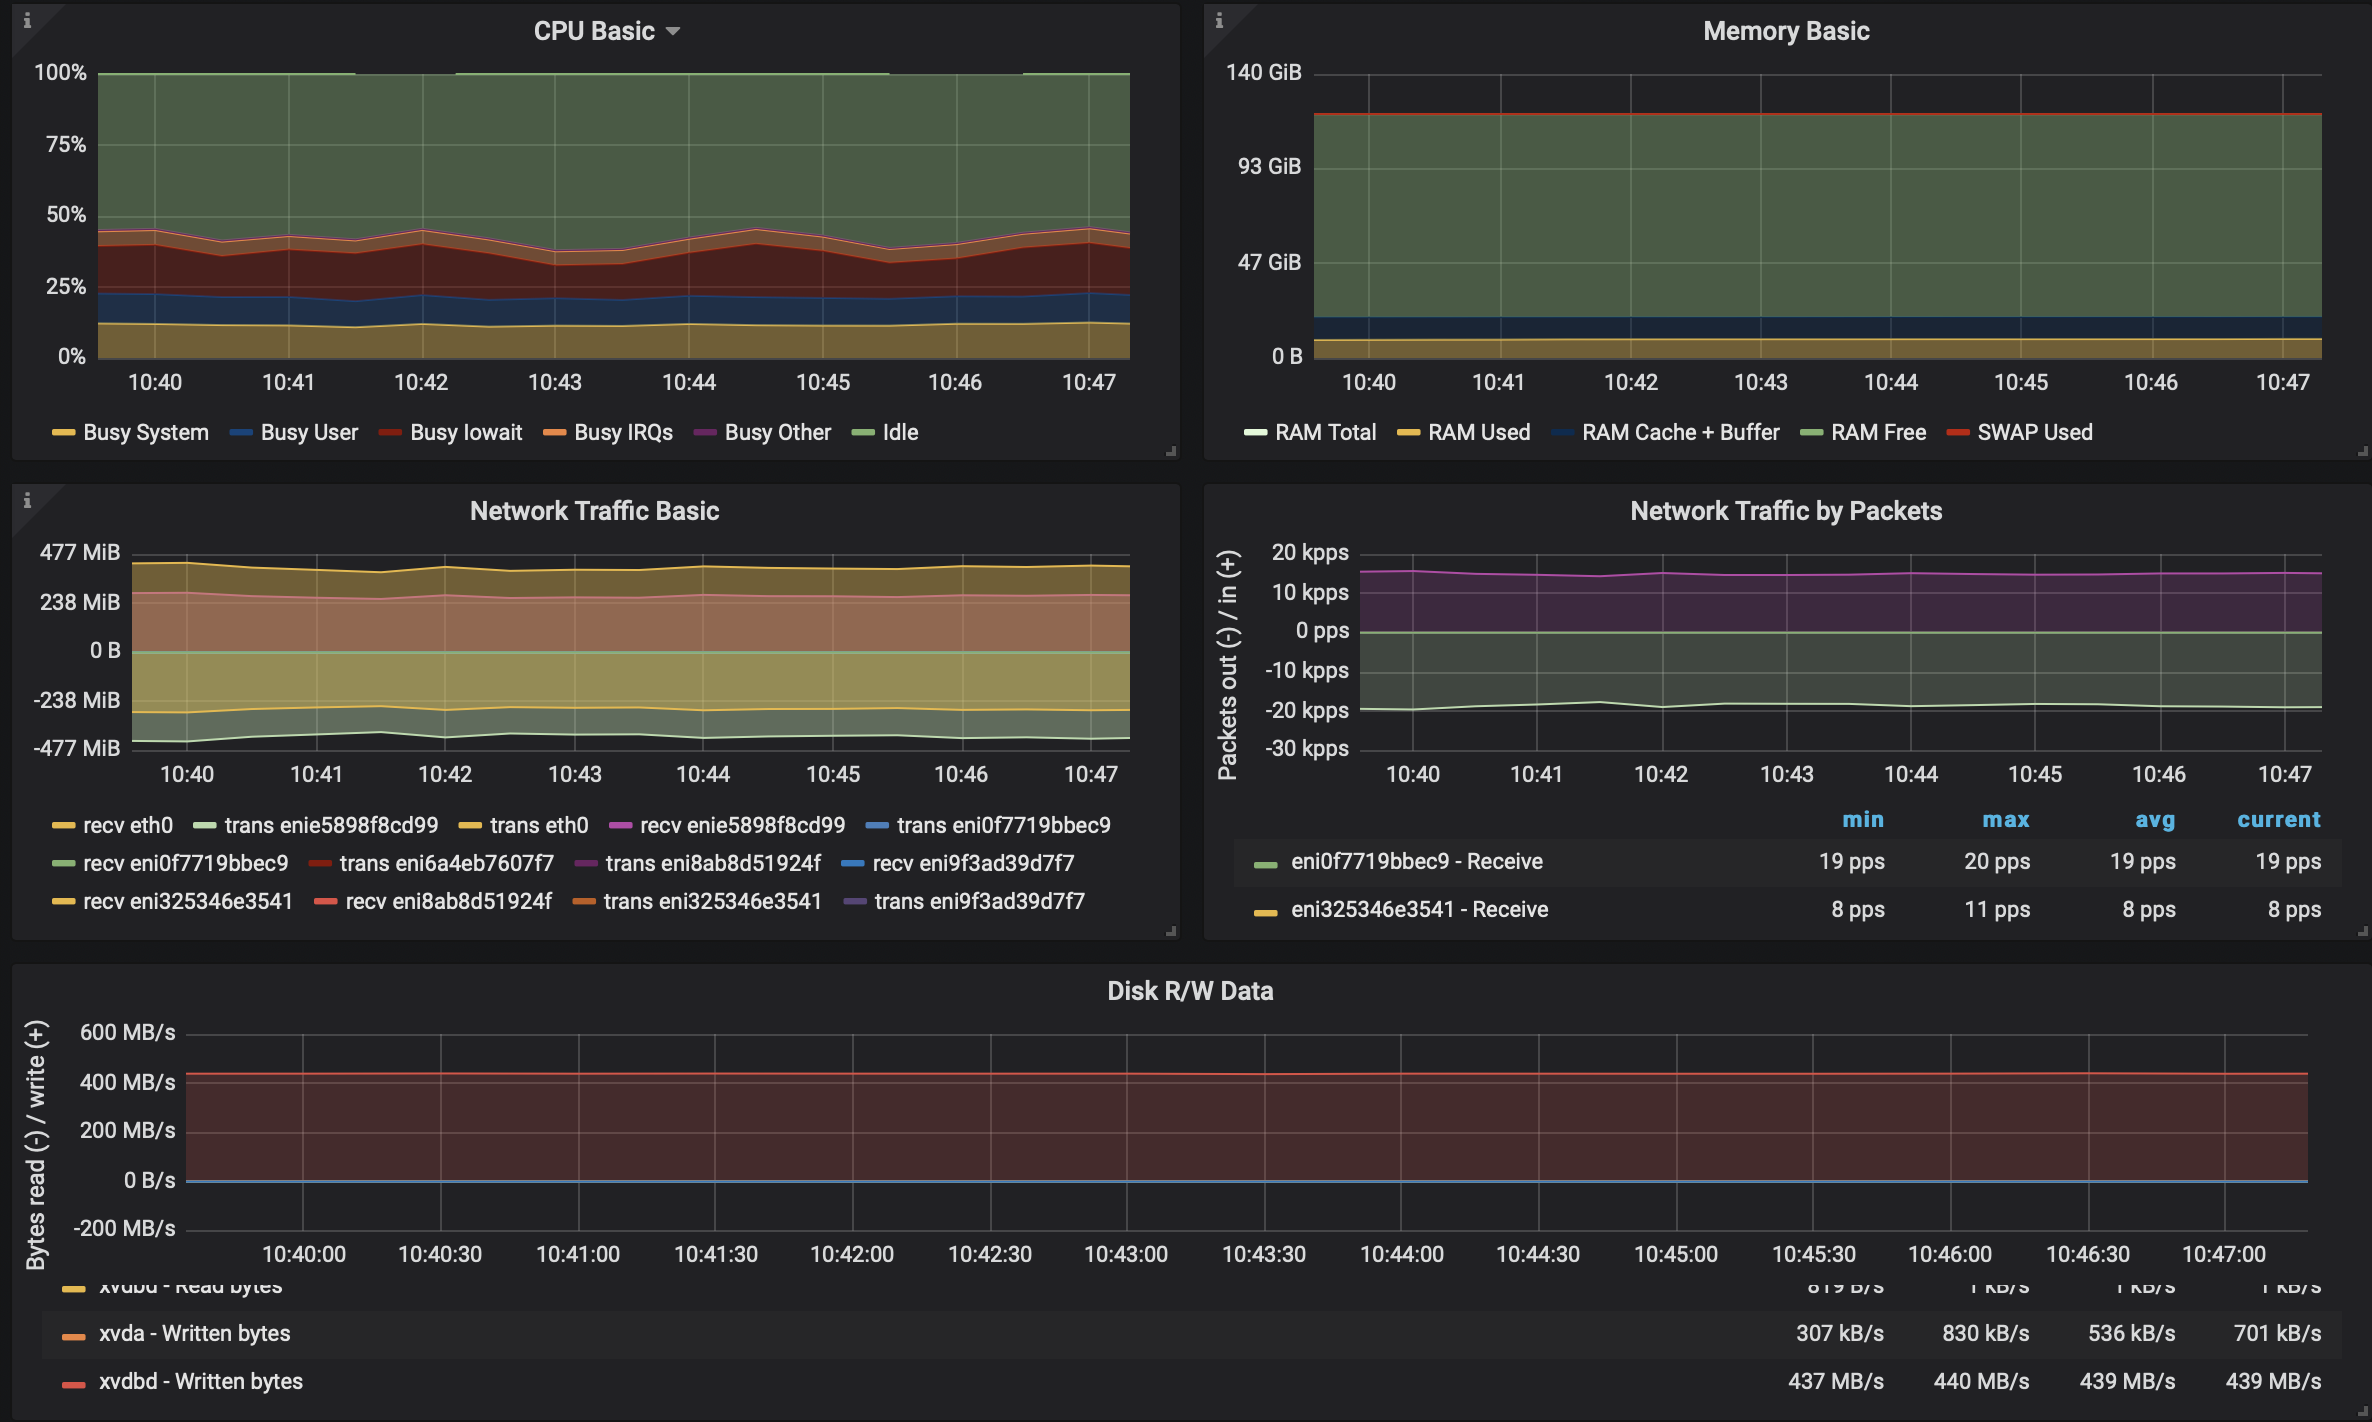 CPU Basic
100%
75%
50%
25%
0%
10:40 10:41 10:42 10:43 10:44 10:45 10:46 10:47
Busy System Busy User Busy Iowait Busy IRQs Busy Other Idle
Memory Basic
140 GiB
93 GiB
47 GiB
0 B
10:40 10:41 10:42 10:43 10:44 10:45 10:46 10:47
RAM Total RAM Used RAM Cache + Buffer RAM Free SWAP Used
Network Traffic Basic
477 MiB
238 MiB
0 B
-238 MiB
-477 MiB
10:40 10:41 10:42 10:43 10:44 10:45 10:46 10:47
recv eth0 trans enie5898f8cd99 trans eth0 recv enie5898f8cd99 trans eni0f7719bbec9
recv eni0f7719bbec9 trans eni6a4eb7607f7 trans eni8ab8d51924f recv eni9f3ad39d7f7
recv eni325346e3541 recv eni8ab8d51924f trans eni325346e3541 trans eni9f3ad39d7f7
Network Traffic by Packets
Packets out (-) / in (+)
20 kpps
10 kpps
0 pps
-10 kpps
-20 kpps
-30 kpps
10:40 10:41 10:42 10:43 10:44 10:45 10:46 10:47
min max avg current
eni0f7719bbec9 - Receive 19 pps 20 pps 19 pps 19 pps
eni325346e3541 - Receive 8 pps 11 pps 8 pps 8 pps
Disk R/W Data
Bytes read (-) / write (+)
600 MB/s
400 MB/s
200 MB/s
0 B/s
-200 MB/s
10:40:00 10:40:30 10:41:00 10:41:30 10:42:00 10:42:30 10:43:00 10:43:30 10:44:00 10:44:30 10:45:00 10:45:30 10:46:00 10:46:30 10:47:00
xvdbd - Read bytes 819 B/s 1 kB/s 1 kB/s 1 kB/s
xvda - Written bytes 307 kB/s 830 kB/s 536 kB/s 701 kB/s
xvdbd - Written bytes 437 MB/s 440 MB/s 439 MB/s 439 MB/s